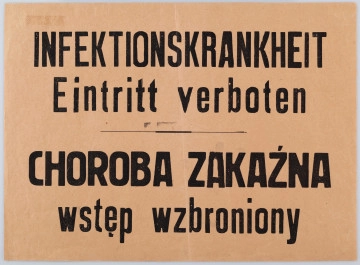 INFEKTIONSKRANKHEIT
Eintritt verboten
CHOROBA ZAKAŹNA
wstęp wzbroniony